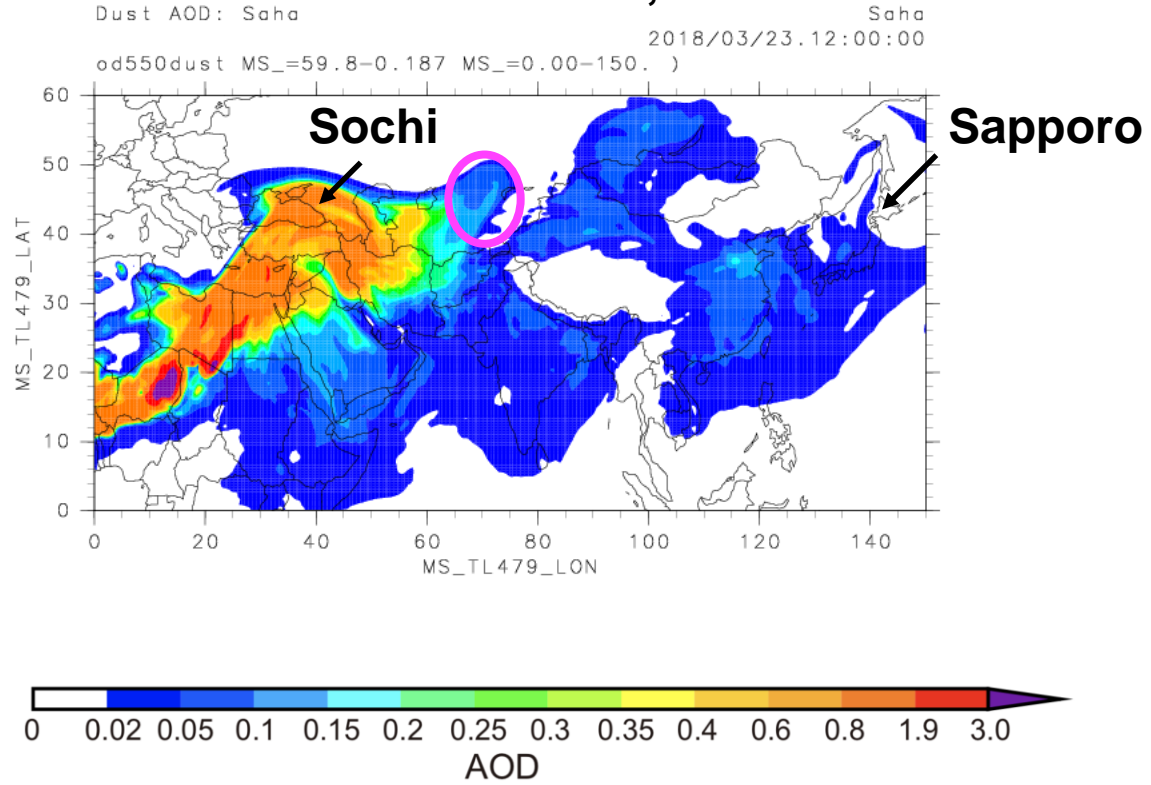 Dust AOD: Saha
Saha
2018/03/23.12:00:00
od550dust MS_=59.8-0.187 MS_=0.00-150. )
Sochi
Sapporo
MS_TL479_LAT
60
50
40
30
20
10
0
0 20 40 60 80 100 120 140
MS_TL479_LON
0 0.02 0.05 0.1 0.15 0.2 0.25 0.3 0.35 0.4 0.6 0.8 1.9 3.0
AOD